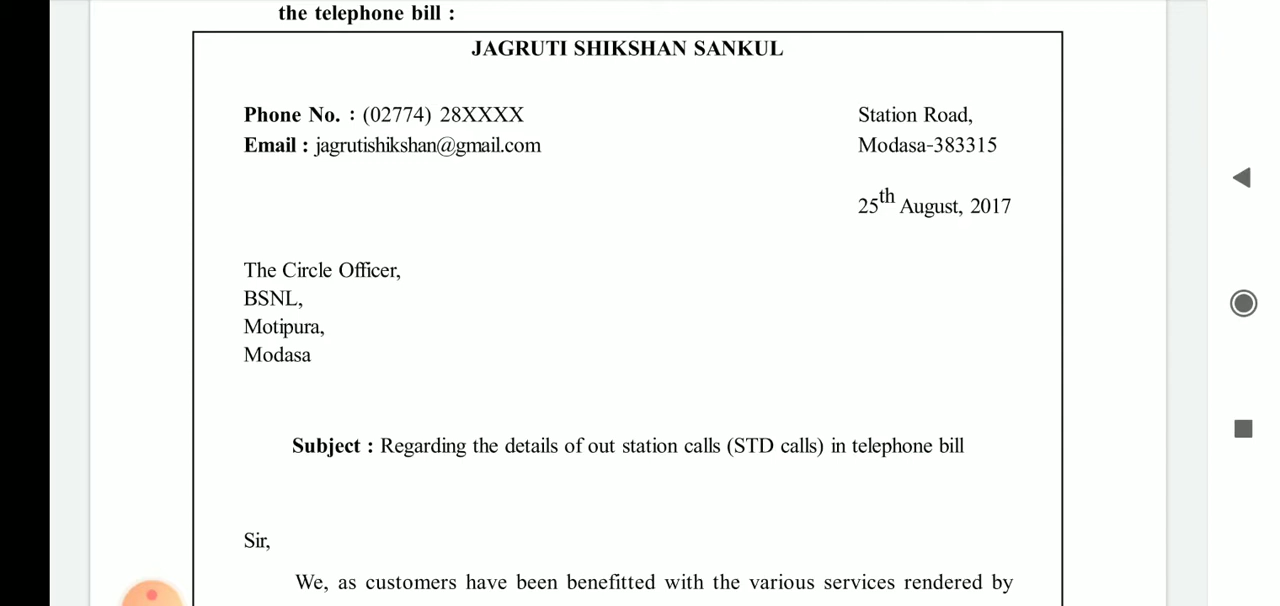 the telephone bill :
JAGRUTI SHIKSHAN SANKUL
Phone No. : (02774) 28XXXX
Station Road,
Email : jagrutishikshan@gmail.com
Modasa-383315
25th August, 2017
The Circle Officer,
BSNL,
Motipura,
Modasa
Subject : Regarding the details of out station calls (STD calls) in telephone bill
Sir,
We, as customers have been benefitted with the various services rendered by